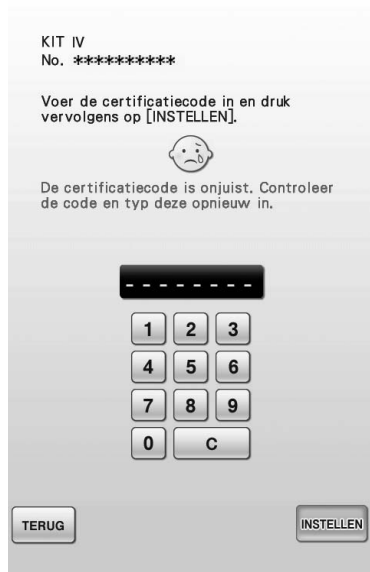 KIT IV
No. **********
Voer de certificatiecode in en druk
vervolgens op [INSTELLEN].
De certificatiecode is onjuist. Controleer
de code en typ deze opnieuw in.
- - - - - - - -
1 2 3
4 5 6
7 8 9
0 C
TERUG INSTELLEN